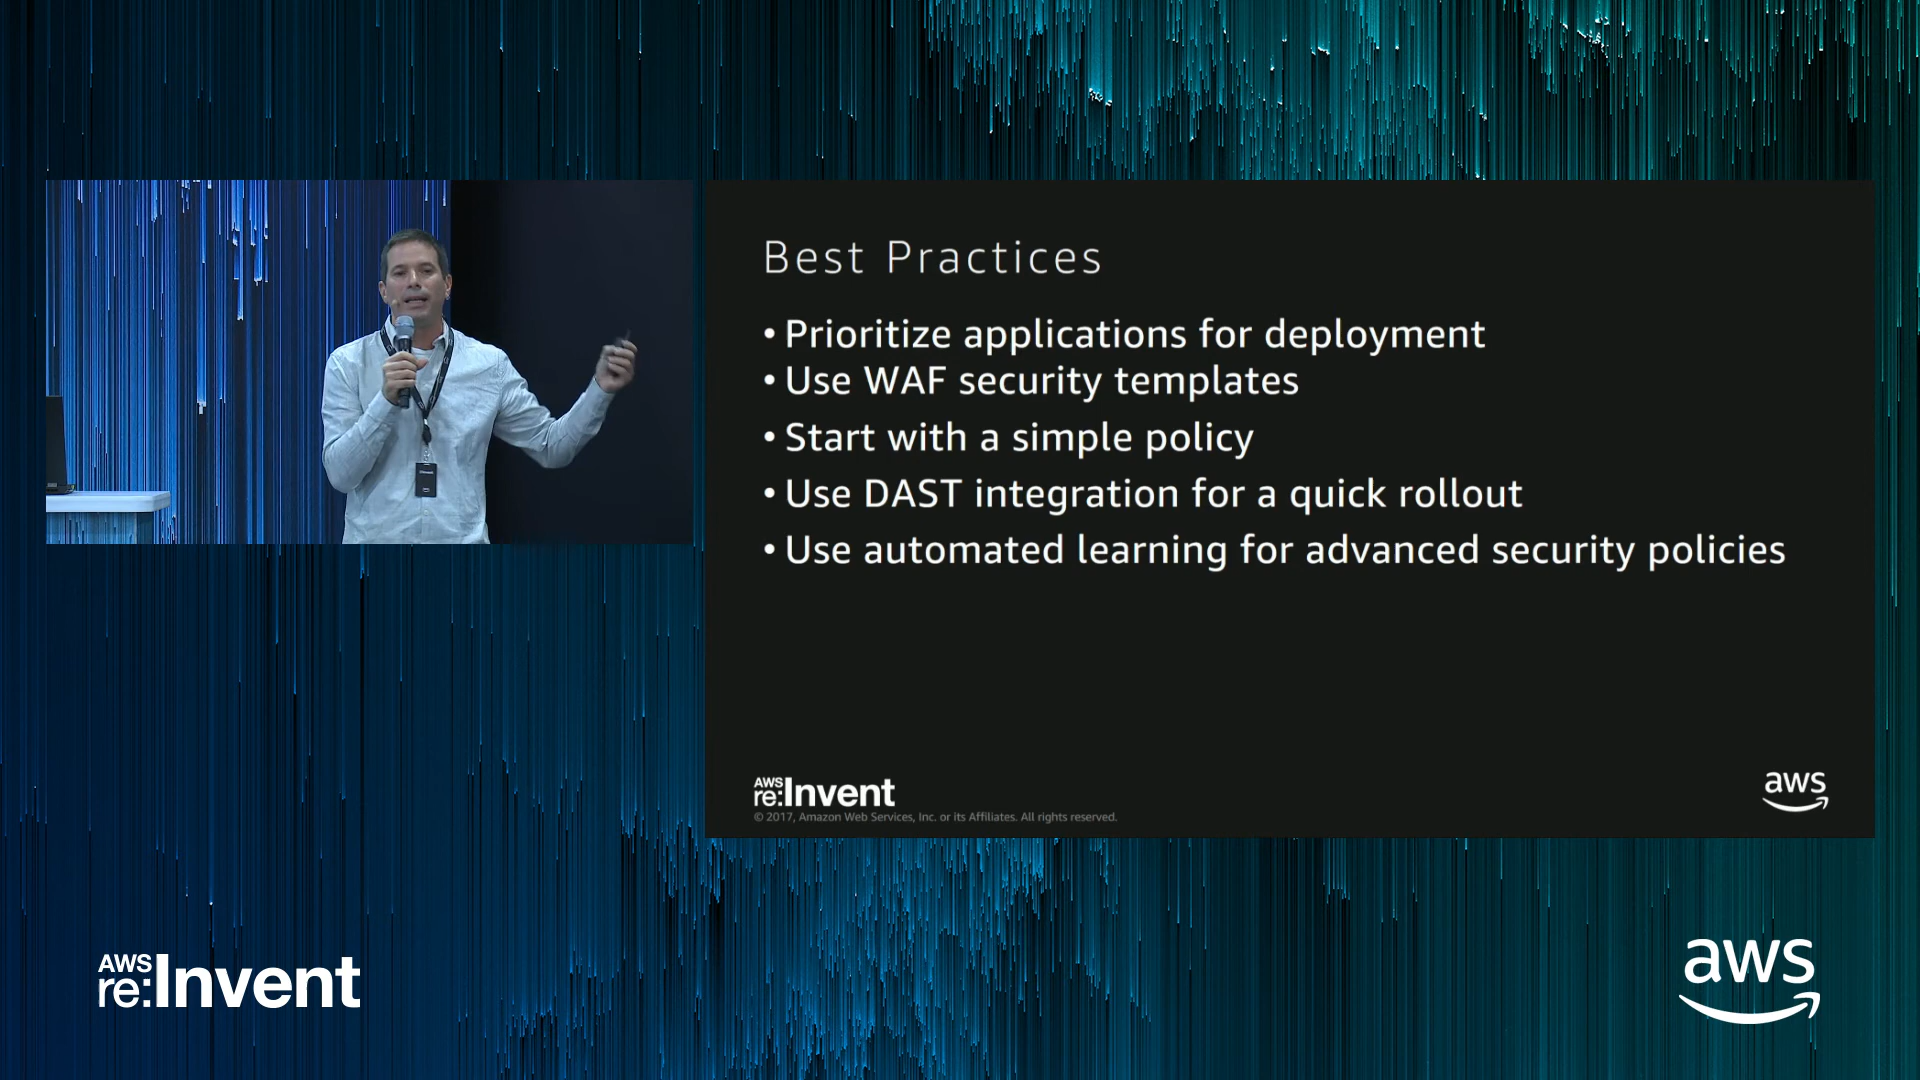 Best Practices
• Prioritize applications for deployment
• Use WAF security templates
• Start with a simple policy
• Use DAST integration for a quick rollout
• Use automated learning for advanced security policies
AWS
re:Invent
© 2017, Amazon Web Services, Inc. or its Affiliates. All rights reserved.
aws
AWS
re:Invent
aws